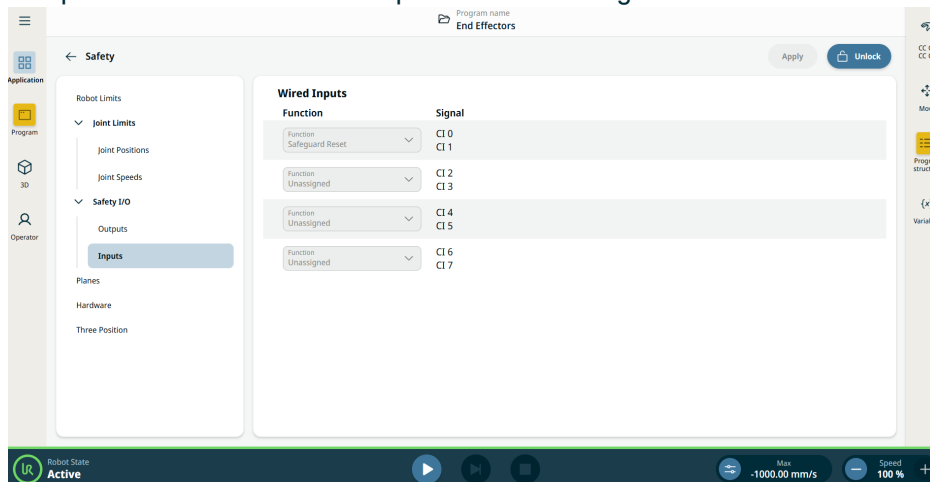 Program name
End Effectors
Safety
Apply
Unlock
Application
Program
3D
Operator
Robot Limits
Joint Limits
Joint Positions
Joint Speeds
Safety I/O
Outputs
Inputs
Planes
Hardware
Three Position
Wired Inputs
Function Signal
Function
Safeguard Reset
CI 0
CI 1
Function
Unassigned
CI 2
CI 3
Function
Unassigned
CI 4
CI 5
Function
Unassigned
CI 6
CI 7
Robot State
Active
Max
-1000.00 mm/s
Speed
100 %